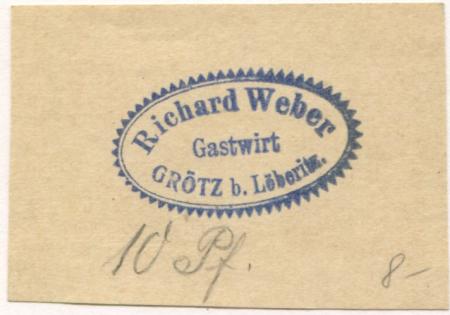 Richard Weber
Gastwirt
GRÖTZ b. Löberitz.
10 Pf.
8-